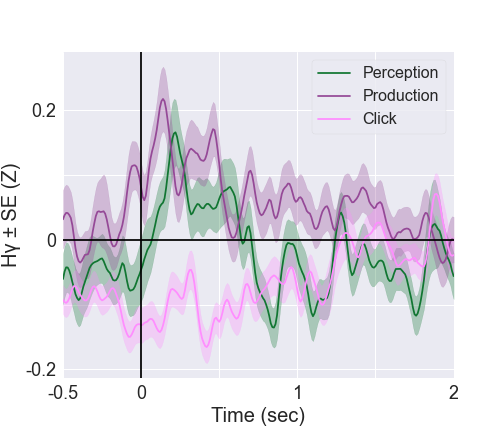 Perception
Production
Click
0.2
0
-0.2
Hγ ± SE (Z)
-0.5
0
1
2
Time (sec)